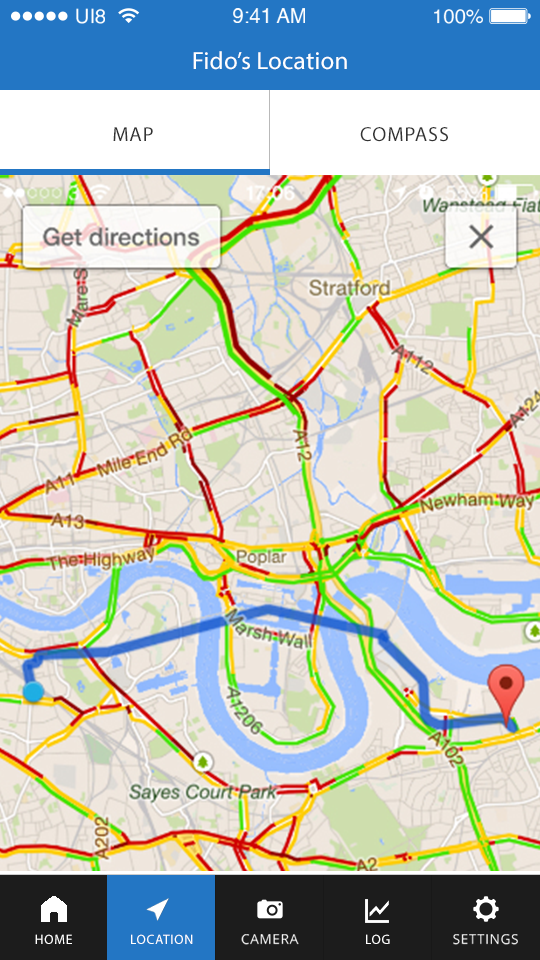 UI8 9:41 AM 100%
Fido's Location
MAP COMPASS
17:06
Wanstead Flat
Get directions
Stratford
Mare S
A112
A124
A12
Mile End Rd
A11
Newham Way
A13
The Highway
Poplar
Marsh Wall
A1206
A102
Sayes Court Park
A202
A2
HOME LOCATION CAMERA LOG SETTINGS